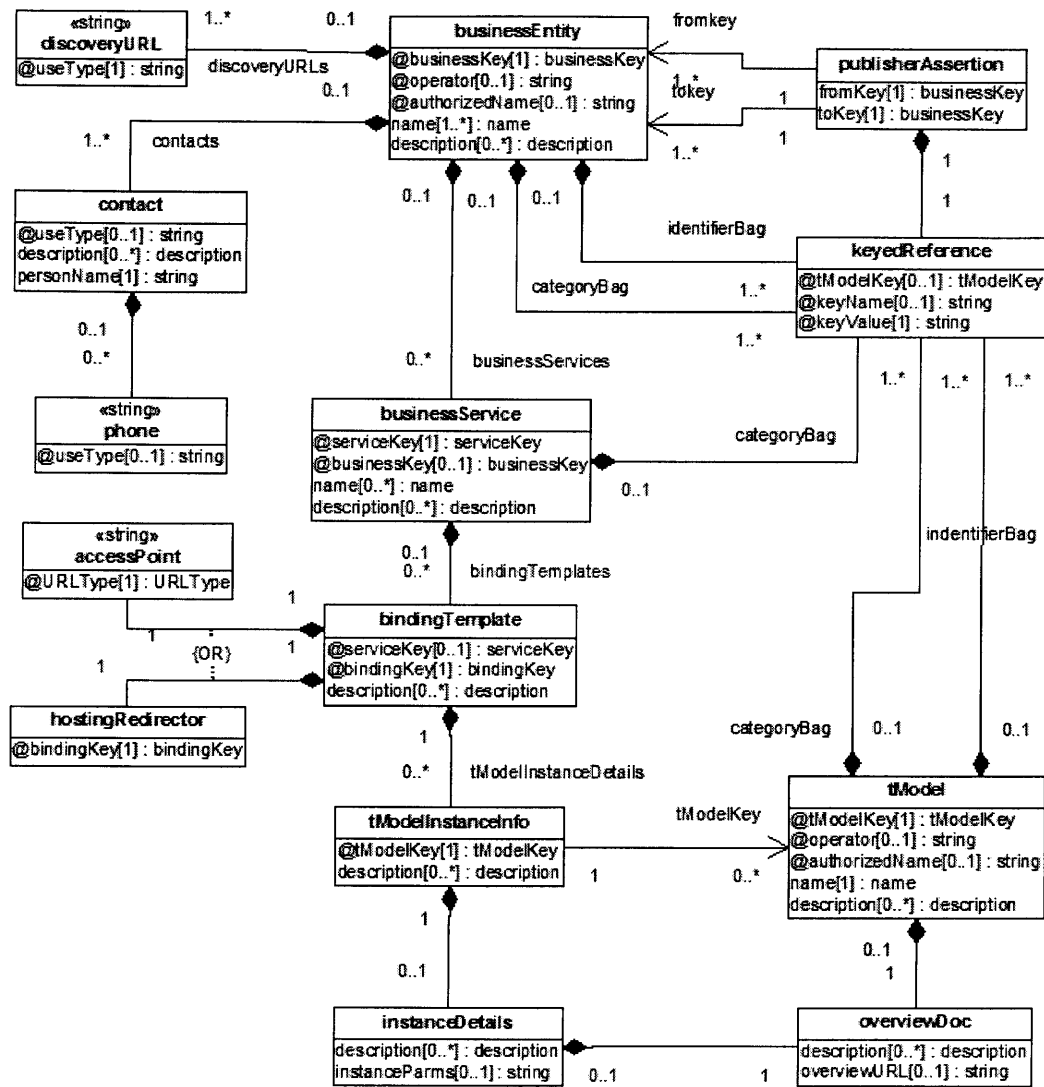 «string»
discoveryURL
@useType[1] : string
1..*
0..1
discoveryURLs
0..1
businessEntity
@businessKey[1] : businessKey
@operator[0..1] : string
@authorizedName[0..1] : string
name[1..*] : name
description[0..*] : description
fromkey
1..*
tokey
1
1..*
1
publisherAssertion
fromKey[1] : businessKey
toKey[1] : businessKey
1
1
1..*
contacts
contact
@useType[0..1] : string
description[0..*] : description
personName[1] : string
0..1
0..*
«string»
phone
@useType[0..1] : string
0..1
0..1
0..1
identifierBag
categoryBag
1..*
1..*
keyedReference
@tModelKey[0..1] : tModelKey
@keyName[0..1] : string
@keyValue[1] : string
0..*
businessServices
1..*
1..*
1..*
businessService
@serviceKey[1] : serviceKey
@businessKey[0..1] : businessKey
name[0..*] : name
description[0..*] : description
categoryBag
0..1
indentifierBag
0..1
0..*
bindingTemplates
«string»
accessPoint
@URLType[1] : URLType
1
1
{OR}
1
1
bindingTemplate
@serviceKey[0..1] : serviceKey
@bindingKey[1] : bindingKey
description[0..*] : description
hostingRedirector
@bindingKey[1] : bindingKey
1
0..*
tModelInstanceDetails
categoryBag
0..1
0..1
tModelInstanceInfo
@tModelKey[1] : tModelKey
description[0..*] : description
tModelKey
1
0..*
tModel
@tModelKey[1] : tModelKey
@operator[0..1] : string
@authorizedName[0..1] : string
name[1] : name
description[0..*] : description
1
0..1
0..1
1
instanceDetails
description[0..*] : description
instanceParms[0..1] : string
0..1
1
overviewDoc
description[0..*] : description
overviewURL[0..1] : string